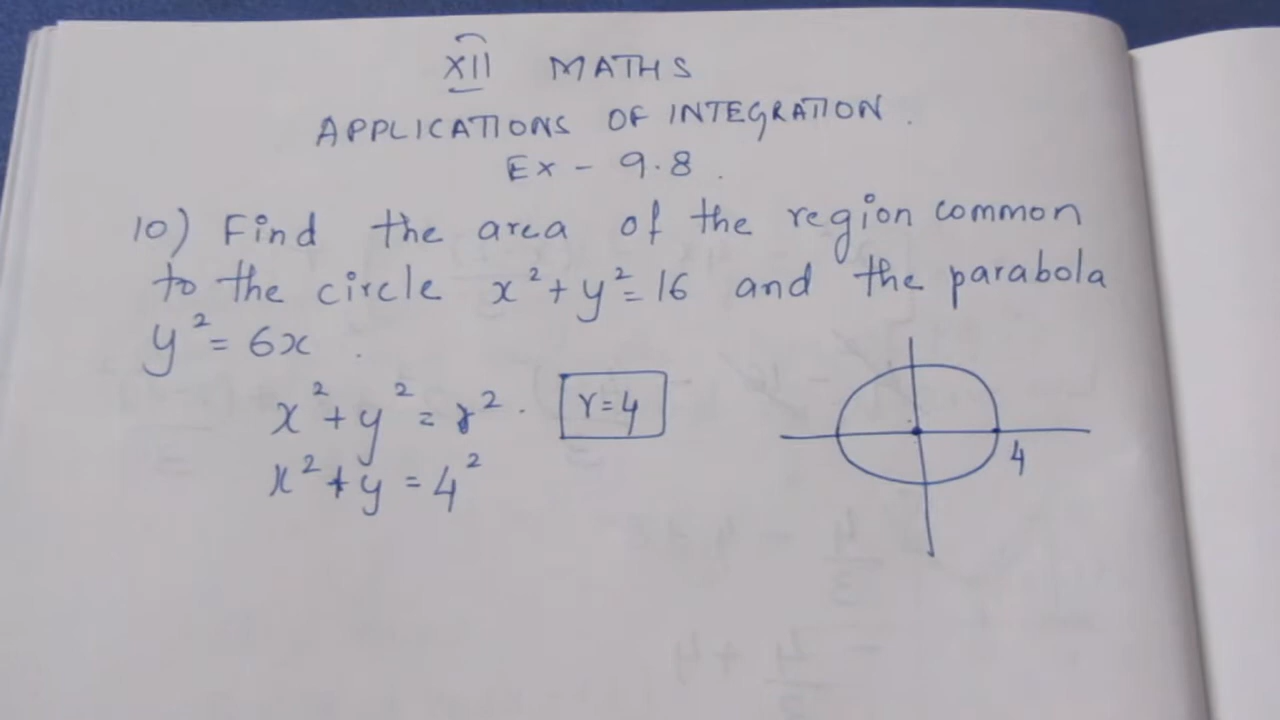 XII MATHS
APPLICATIONS OF INTEGRATION.
Ex - 9.8.
10) Find the area of the region common
to the circle x² + y² = 16 and the parabola
y² = 6x.
x² + y² = r². r=4
x² + y = 4²
4